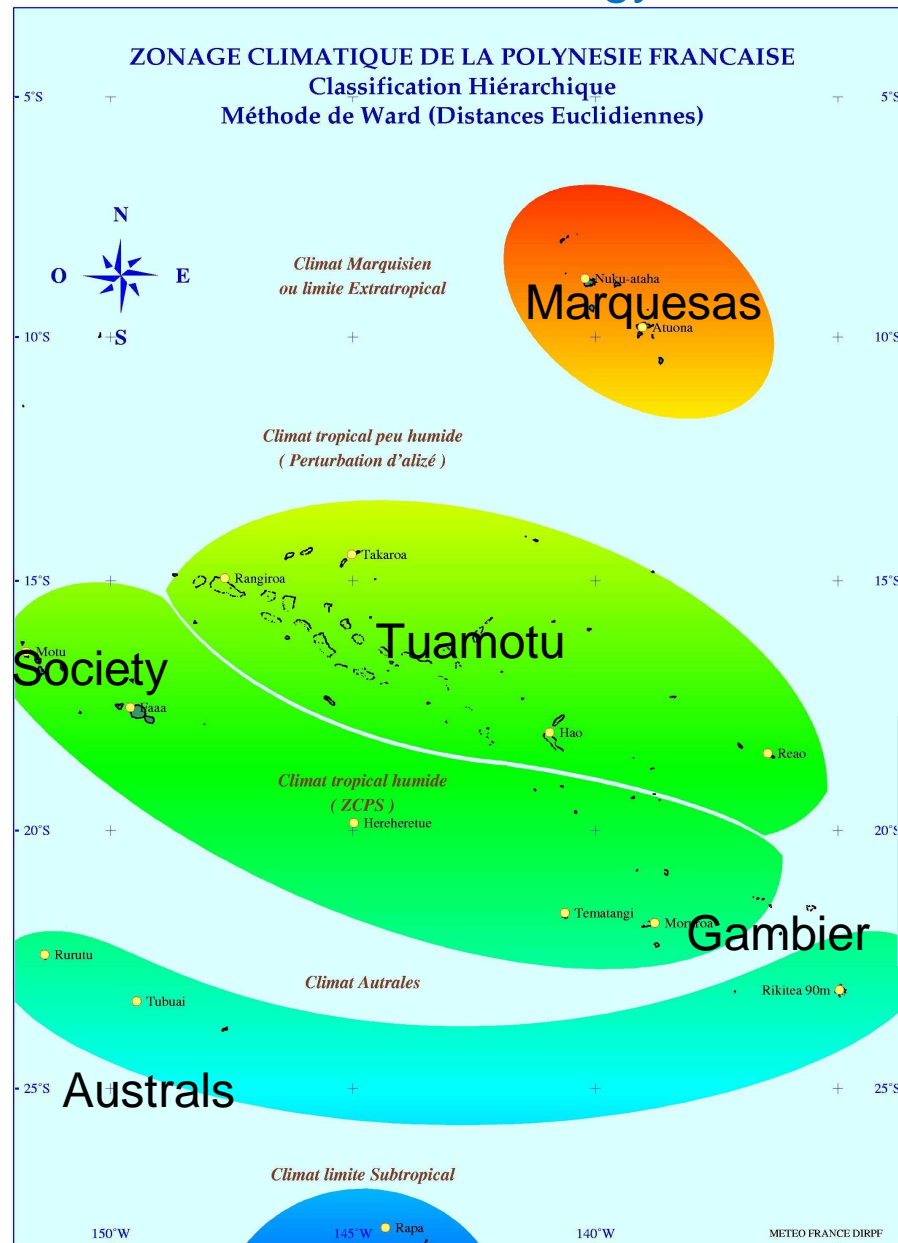 gy
ZONAGE CLIMATIQUE DE LA POLYNESIE FRANCAISE
Classification Hiérarchique
Méthode de Ward (Distances Euclidiennes)
5°S
5°S
N
O
E
S
Climat Marquisien
ou limite Extratropical
Nuku-ataha
Marquesas
Atuona
10°S
10°S
Climat tropical peu humide
( Perturbation d'alizé )
Takaroa
Rangiroa
15°S
15°S
Tuamotu
Motu
Society
Faaa
Hao
Reao
Climat tropical humide
( ZCPS )
Hereheretue
20°S
20°S
Tematangi
Moruroa
Gambier
Rurutu
Climat Autrales
Rikitea 90m
Tubuai
25°S
25°S
Australs
Climat limite Subtropical
Rapa
150°W
145°W
140°W
METEO FRANCE DIRPF